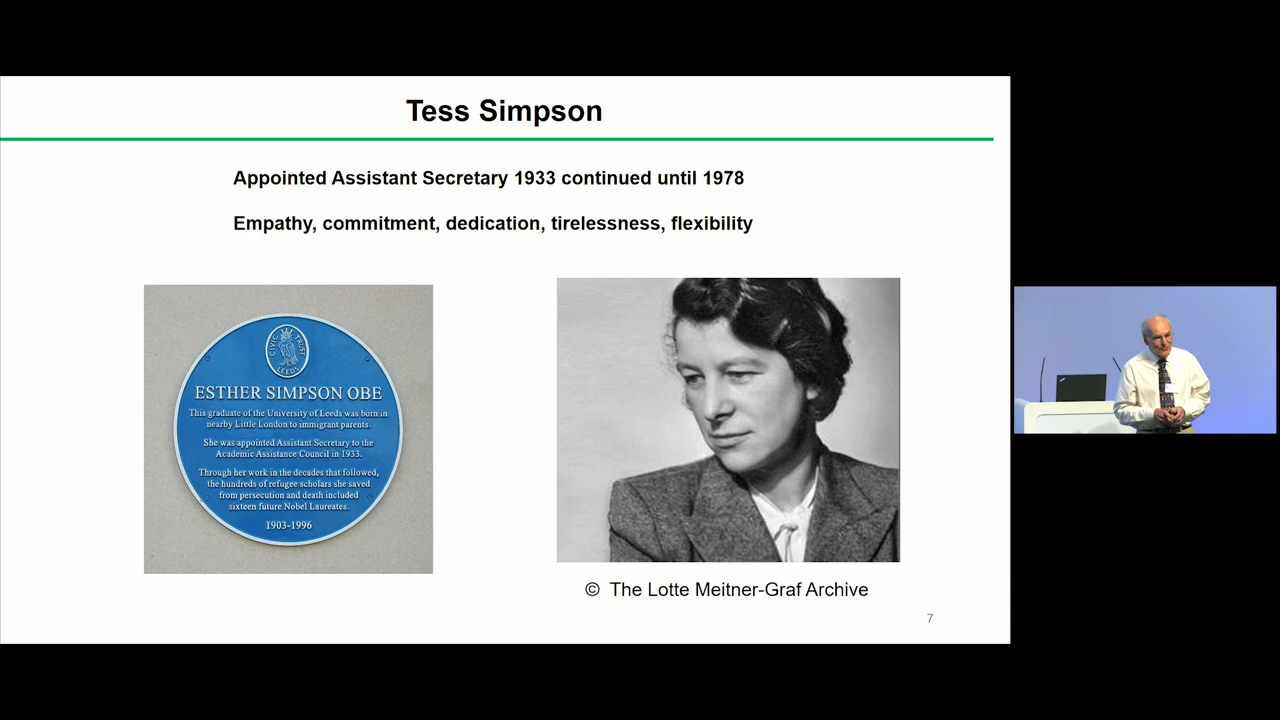 Tess Simpson
Appointed Assistant Secretary 1933 continued until 1978
Empathy, commitment, dedication, tirelessness, flexibility
CIVIC TRUST
LEEDS
ESTHER SIMPSON OBE
This graduate of the University of Leeds was born in
nearby Little London to immigrant parents.
She was appointed Assistant Secretary to the
Academic Assistance Council in 1933.
Through her work in the decades that followed,
the hundreds of refugee scholars she saved
from persecution and death included
sixteen future Nobel Laureates.
1903-1996
© The Lotte Meitner-Graf Archive
7